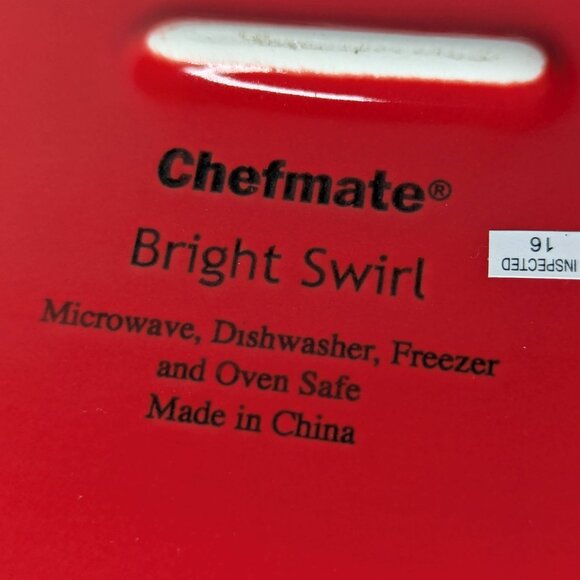 Chefmate®
Bright Swirl
Microwave, Dishwasher, Freezer
and Oven Safe
Made in China
INSPECTED
16